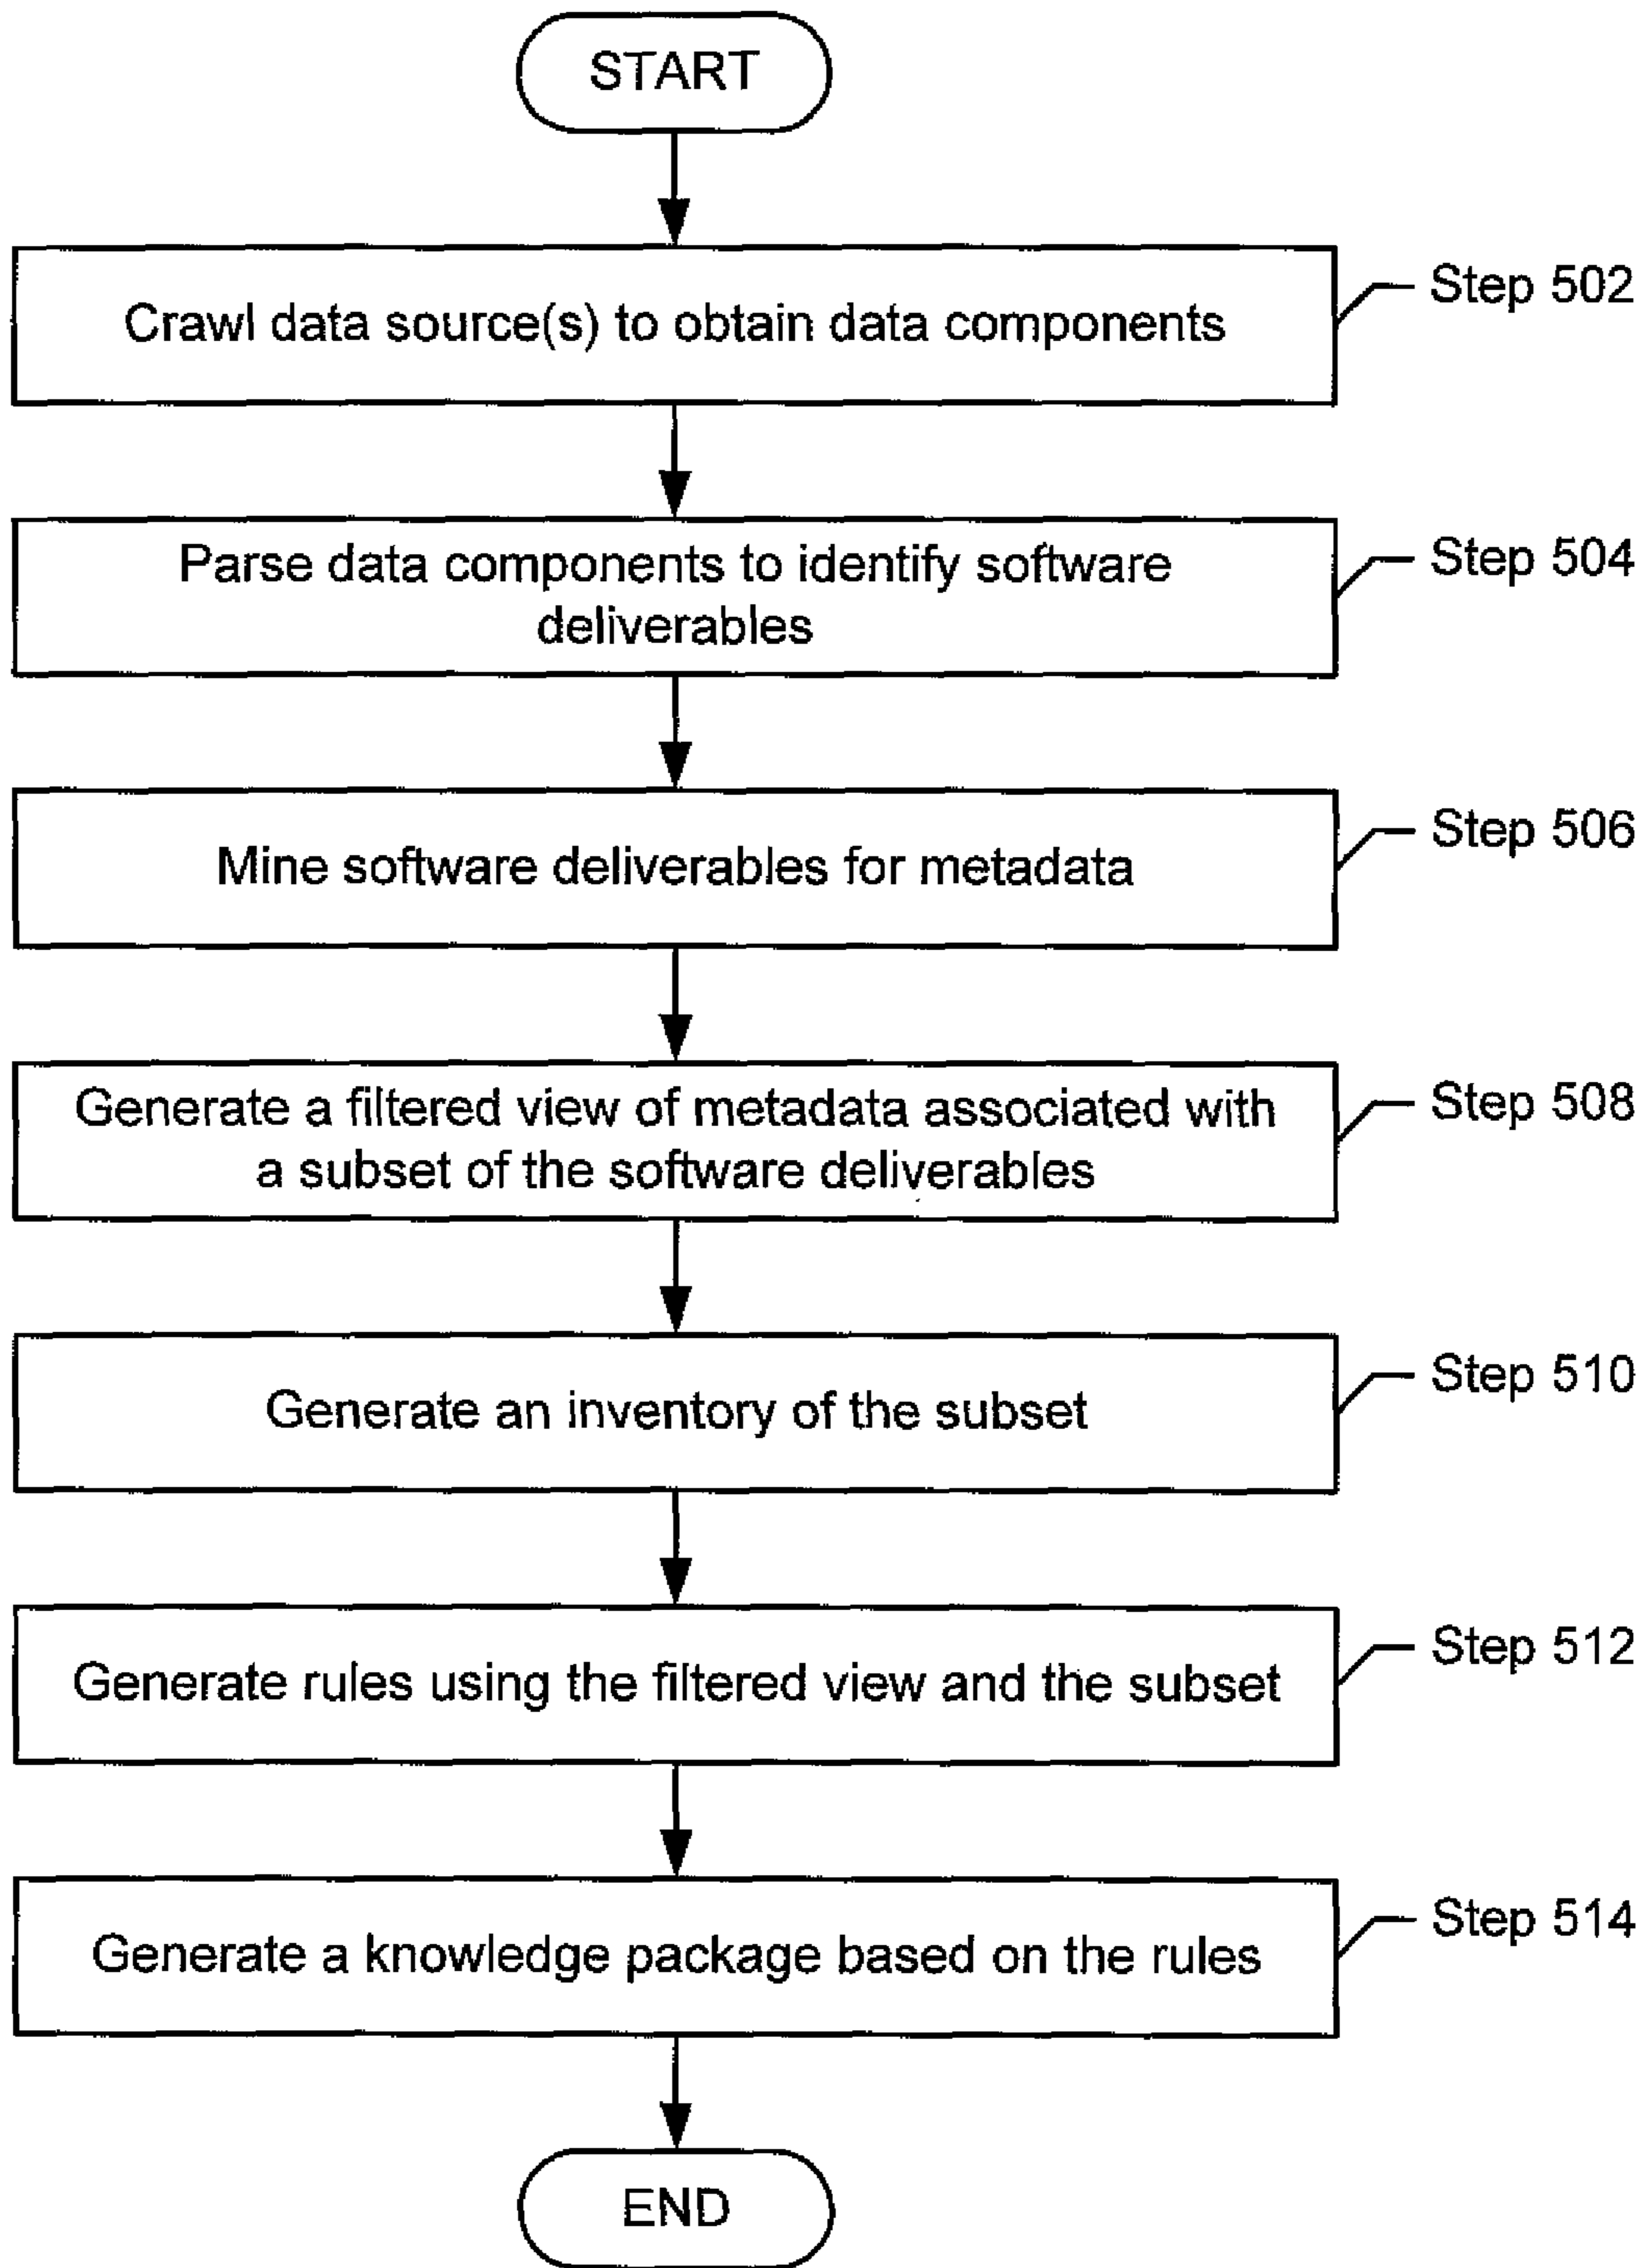 START
Crawl data source(s) to obtain data components
Step 502
Parse data components to identify software
deliverables
Step 504
Mine software deliverables for metadata
Step 506
Generate a filtered view of metadata associated with
a subset of the software deliverables
Step 508
Generate an inventory of the subset
Step 510
Generate rules using the filtered view and the subset
Step 512
Generate a knowledge package based on the rules
Step 514
END